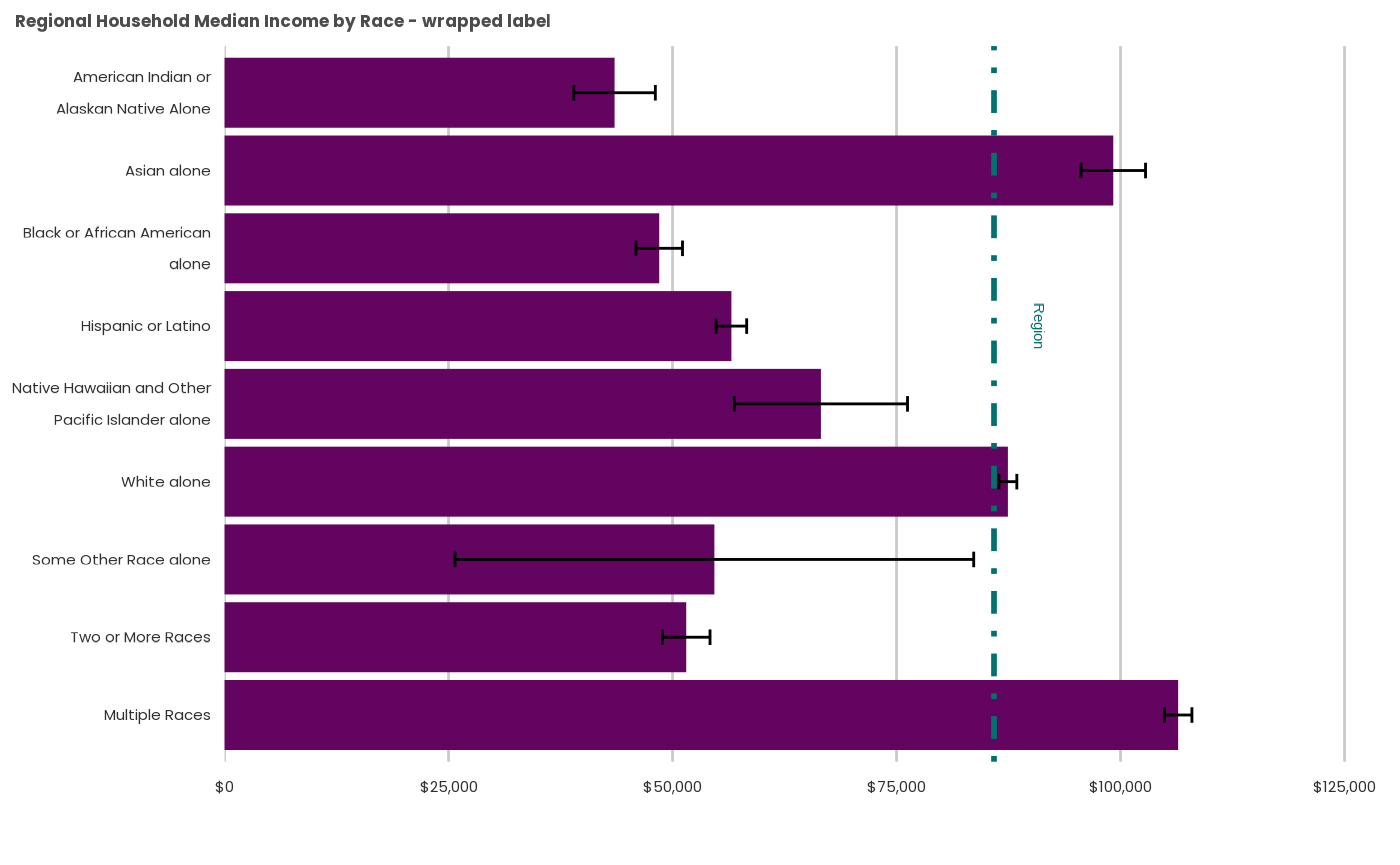 Regional Household Median Income by Race - wrapped label
American Indian or
Alaskan Native Alone
Asian alone
Black or African American
alone
Hispanic or Latino
Region
Native Hawaiian and Other
Pacific Islander alone
White alone
Some Other Race alone
Two or More Races
Multiple Races
$0 $25,000 $50,000 $75,000 $100,000 $125,000